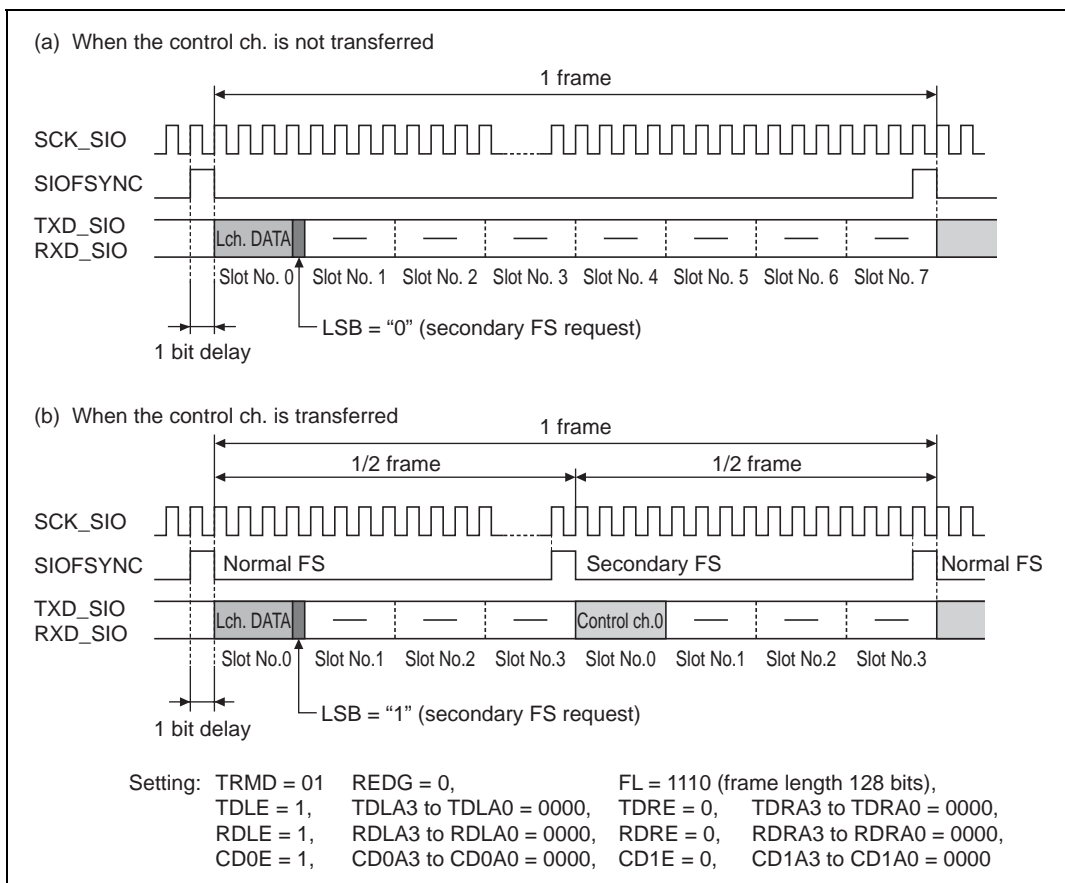 (a) When the control ch. is not transferred
1 frame
SCK_SIO
SIOFSYNC
TXD_SIO
RXD_SIO
Lch. DATA
Slot No. 0 Slot No. 1 Slot No. 2 Slot No. 3 Slot No. 4 Slot No. 5 Slot No. 6 Slot No. 7
LSB = “0” (secondary FS request)
1 bit delay
(b) When the control ch. is transferred
1 frame
1/2 frame 1/2 frame
SCK_SIO
SIOFSYNC
Normal FS Secondary FS Normal FS
TXD_SIO
RXD_SIO
Lch. DATA Control ch.0
Slot No.0 Slot No.1 Slot No.2 Slot No.3 Slot No.0 Slot No.1 Slot No.2 Slot No.3
LSB = “1” (secondary FS request)
1 bit delay
Setting: TRMD = 01 REDG = 0, FL = 1110 (frame length 128 bits),
TDLE = 1, TDLA3 to TDLA0 = 0000, TDRE = 0, TDRA3 to TDRA0 = 0000,
RDLE = 1, RDLA3 to RDLA0 = 0000, RDRE = 0, RDRA3 to RDRA0 = 0000,
CD0E = 1, CD0A3 to CD0A0 = 0000, CD1E = 0, CD1A3 to CD1A0 = 0000